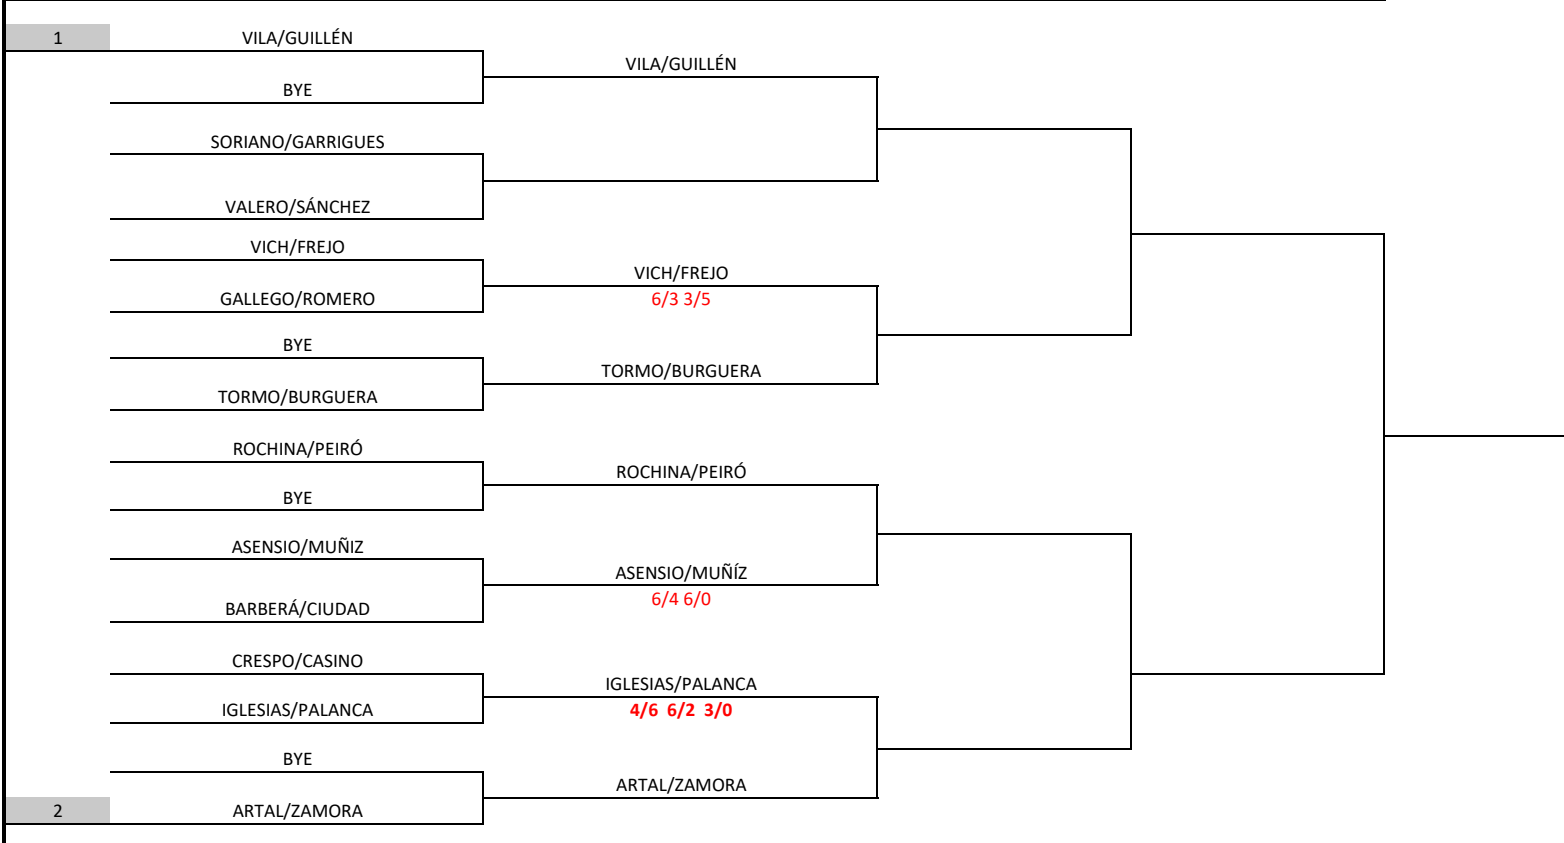 1
VILA/GUILLÉN
VILA/GUILLÉN
BYE
SORIANO/GARRIGUES
VALERO/SÁNCHEZ
VICH/FREJO
VICH/FREJO
GALLEGO/ROMERO
6/3 3/5
BYE
TORMO/BURGUERA
TORMO/BURGUERA
ROCHINA/PEIRÓ
ROCHINA/PEIRÓ
BYE
ASENSIO/MUÑIZ
ASENSIO/MUÑÍZ
6/4 6/0
BARBERÁ/CIUDAD
CRESPO/CASINO
IGLESIAS/PALANCA
IGLESIAS/PALANCA
4/6 6/2 3/0
BYE
ARTAL/ZAMORA
2
ARTAL/ZAMORA